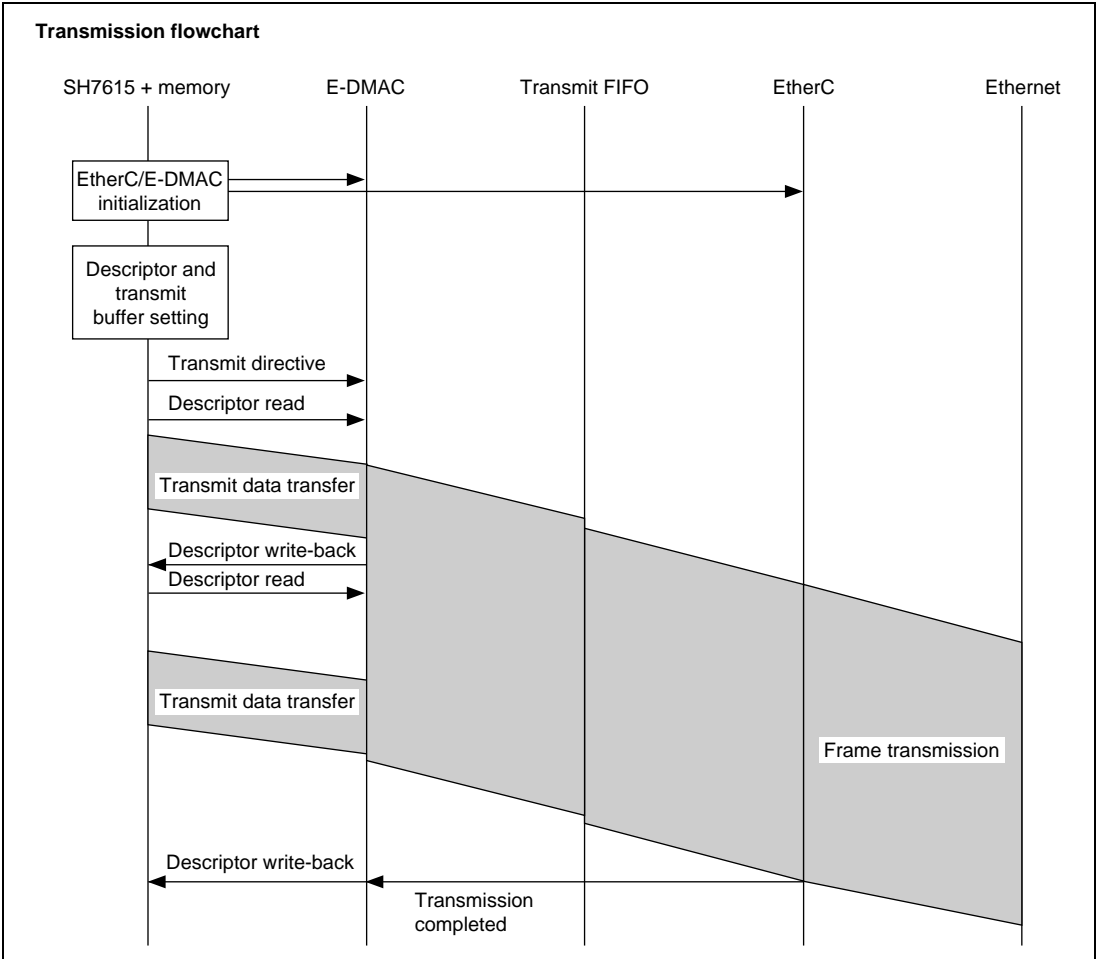 Transmission flowchart
SH7615 + memory
E-DMAC
Transmit FIFO
EtherC
Ethernet
EtherC/E-DMAC
initialization
Descriptor and
transmit
buffer setting
Transmit directive
Descriptor read
Transmit data transfer
Descriptor write-back
Descriptor read
Transmit data transfer
Frame transmission
Descriptor write-back
Transmission
completed